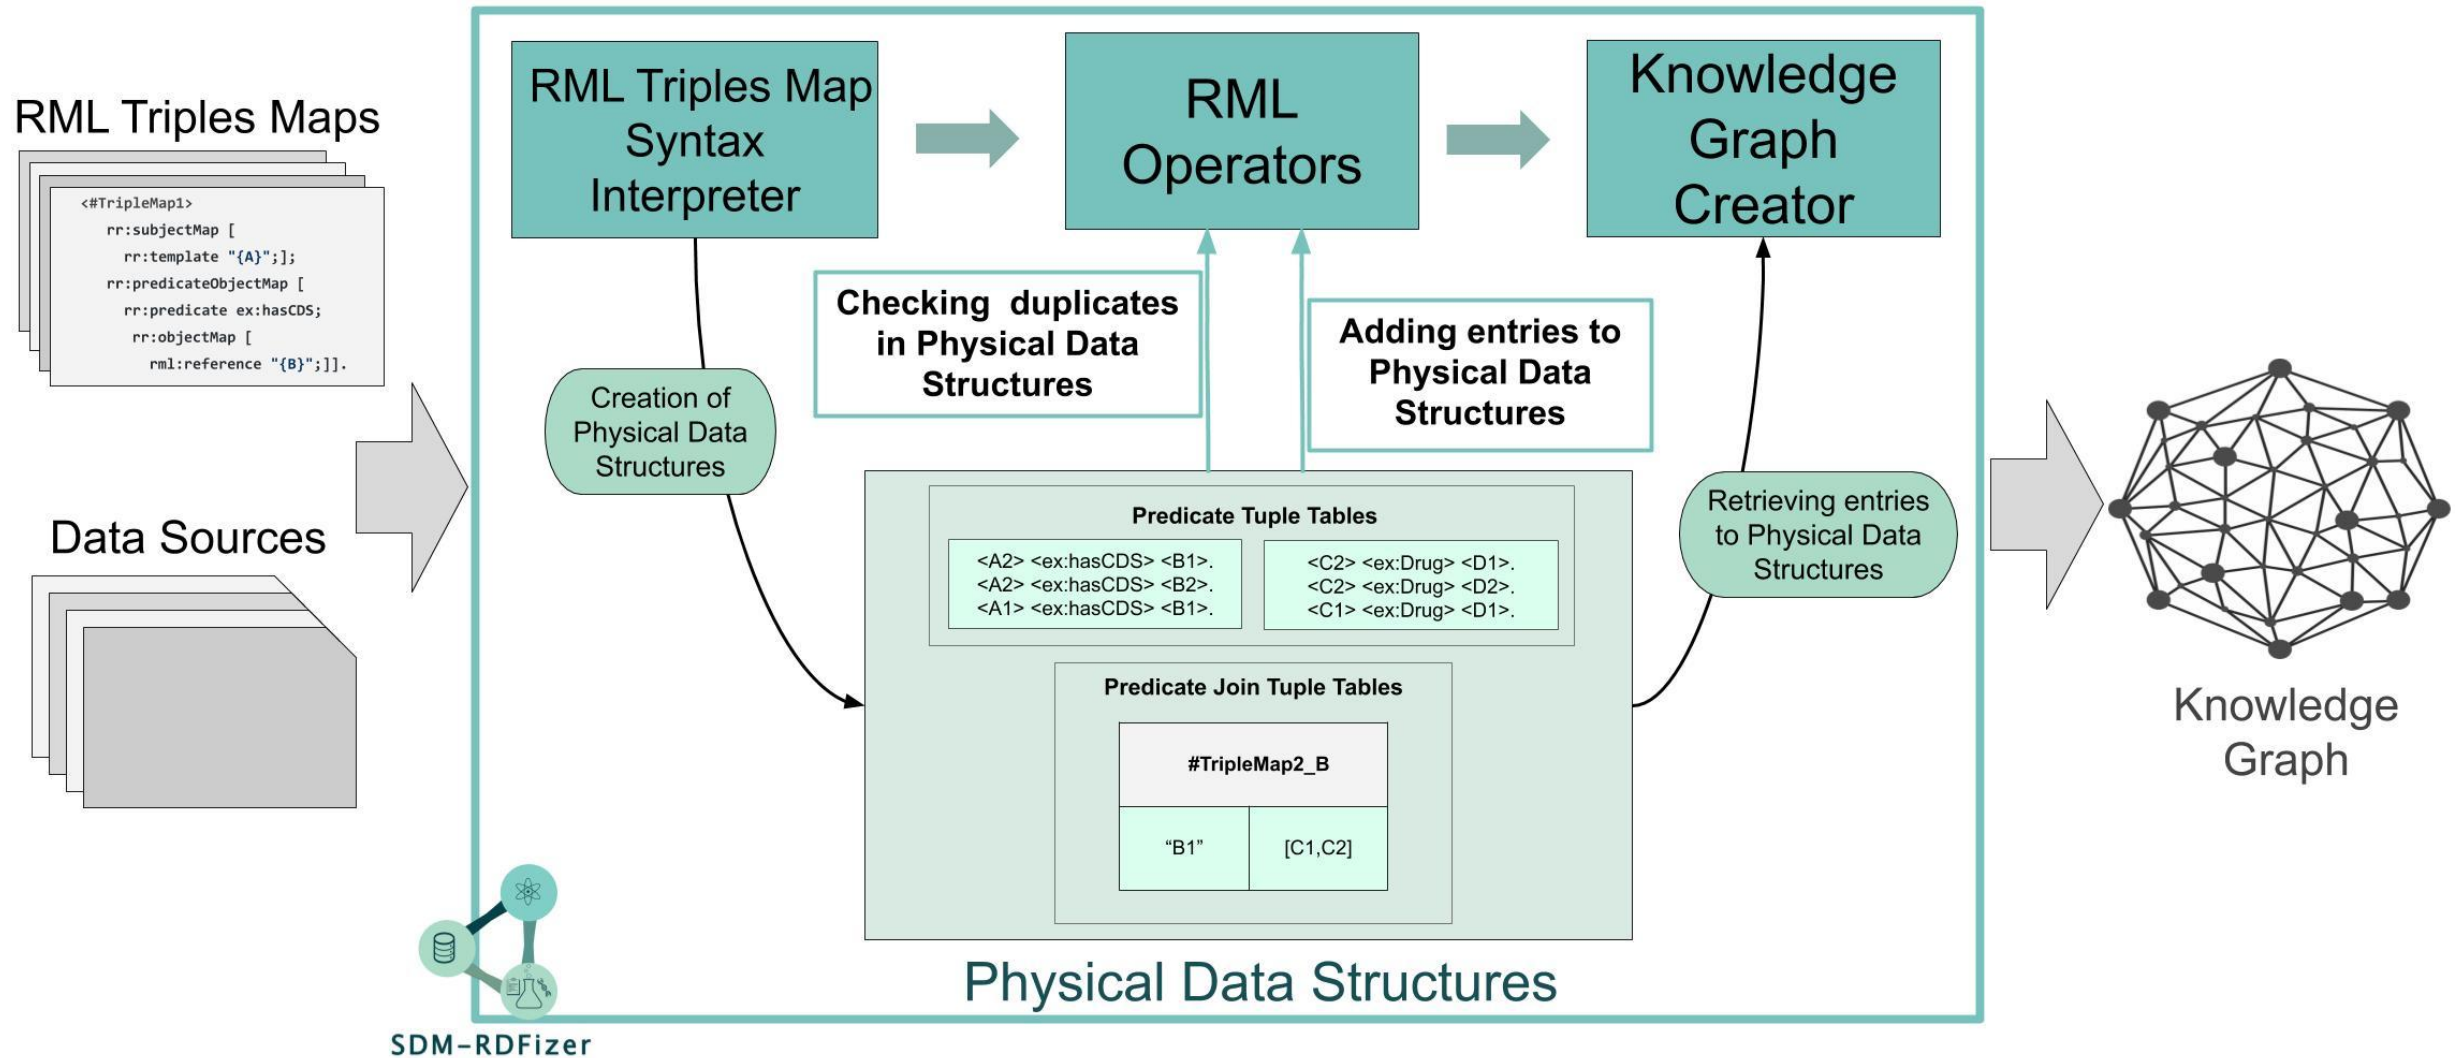 RML Triples Maps
<#TripleMap1>
rr:subjectMap [
rr:template "{A}";];
rr:predicateObjectMap [
rr:predicate ex:hasCDS;
rr:objectMap [
rml:reference "{B}";]].
Data Sources
RML Triples Map
Syntax
Interpreter
RML
Operators
Knowledge
Graph
Creator
Creation of
Physical Data
Structures
Checking duplicates
in Physical Data
Structures
Adding entries to
Physical Data
Structures
Retrieving entries
to Physical Data
Structures
Predicate Tuple Tables
<A2> <ex:hasCDS> <B1>.
<A2> <ex:hasCDS> <B2>.
<A1> <ex:hasCDS> <B1>.
<C2> <ex:Drug> <D1>.
<C2> <ex:Drug> <D2>.
<C1> <ex:Drug> <D1>.
Predicate Join Tuple Tables
#TripleMap2_B
“B1”
[C1,C2]
Physical Data Structures
SDM-RDFizer
Knowledge
Graph